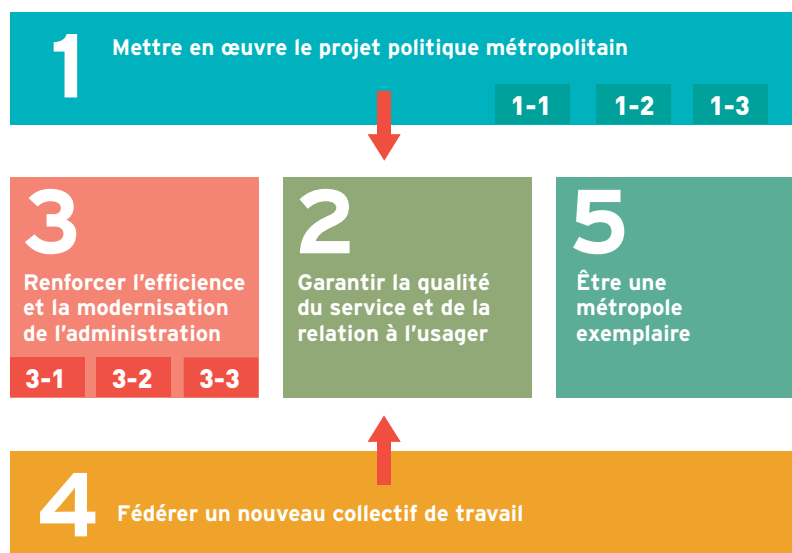 1
Mettre en œuvre le projet politique métropolitain
1-1 1-2 1-3
3
Renforcer l'efficience
et la modernisation
de l'administration
3-1 3-2 3-3
2
Garantir la qualité
du service et de la
relation à l'usager
5
Être une
métropole
exemplaire
4
Fédérer un nouveau collectif de travail